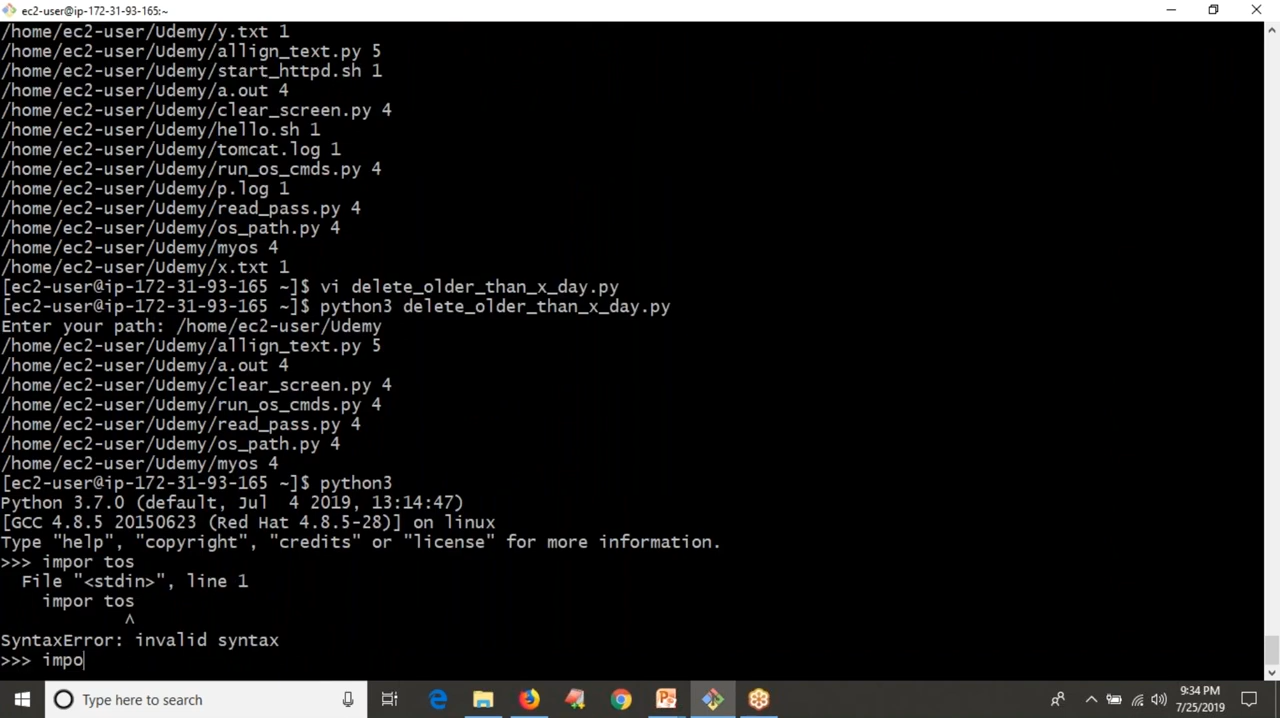 ec2-user@ip-172-31-93-165:~
/home/ec2-user/Udemy/y.txt 1
/home/ec2-user/Udemy/allign_text.py 5
/home/ec2-user/Udemy/start_httpd.sh 1
/home/ec2-user/Udemy/a.out 4
/home/ec2-user/Udemy/clear_screen.py 4
/home/ec2-user/Udemy/hello.sh 1
/home/ec2-user/Udemy/tomcat.log 1
/home/ec2-user/Udemy/run_os_cmds.py 4
/home/ec2-user/Udemy/p.log 1
/home/ec2-user/Udemy/read_pass.py 4
/home/ec2-user/Udemy/os_path.py 4
/home/ec2-user/Udemy/myos 4
/home/ec2-user/Udemy/x.txt 1
[ec2-user@ip-172-31-93-165 ~]$ vi delete_older_than_x_day.py
[ec2-user@ip-172-31-93-165 ~]$ python3 delete_older_than_x_day.py
Enter your path: /home/ec2-user/Udemy
/home/ec2-user/Udemy/allign_text.py 5
/home/ec2-user/Udemy/a.out 4
/home/ec2-user/Udemy/clear_screen.py 4
/home/ec2-user/Udemy/run_os_cmds.py 4
/home/ec2-user/Udemy/read_pass.py 4
/home/ec2-user/Udemy/os_path.py 4
/home/ec2-user/Udemy/myos 4
[ec2-user@ip-172-31-93-165 ~]$ python3
Python 3.7.0 (default, Jul  4 2019, 13:14:47)
[GCC 4.8.5 20150623 (Red Hat 4.8.5-28)] on linux
Type "help", "copyright", "credits" or "license" for more information.
>>> impor tos
  File "<stdin>", line 1
    impor tos
            ^
SyntaxError: invalid syntax
>>> impo
Type here to search
9:34 PM
7/25/2019